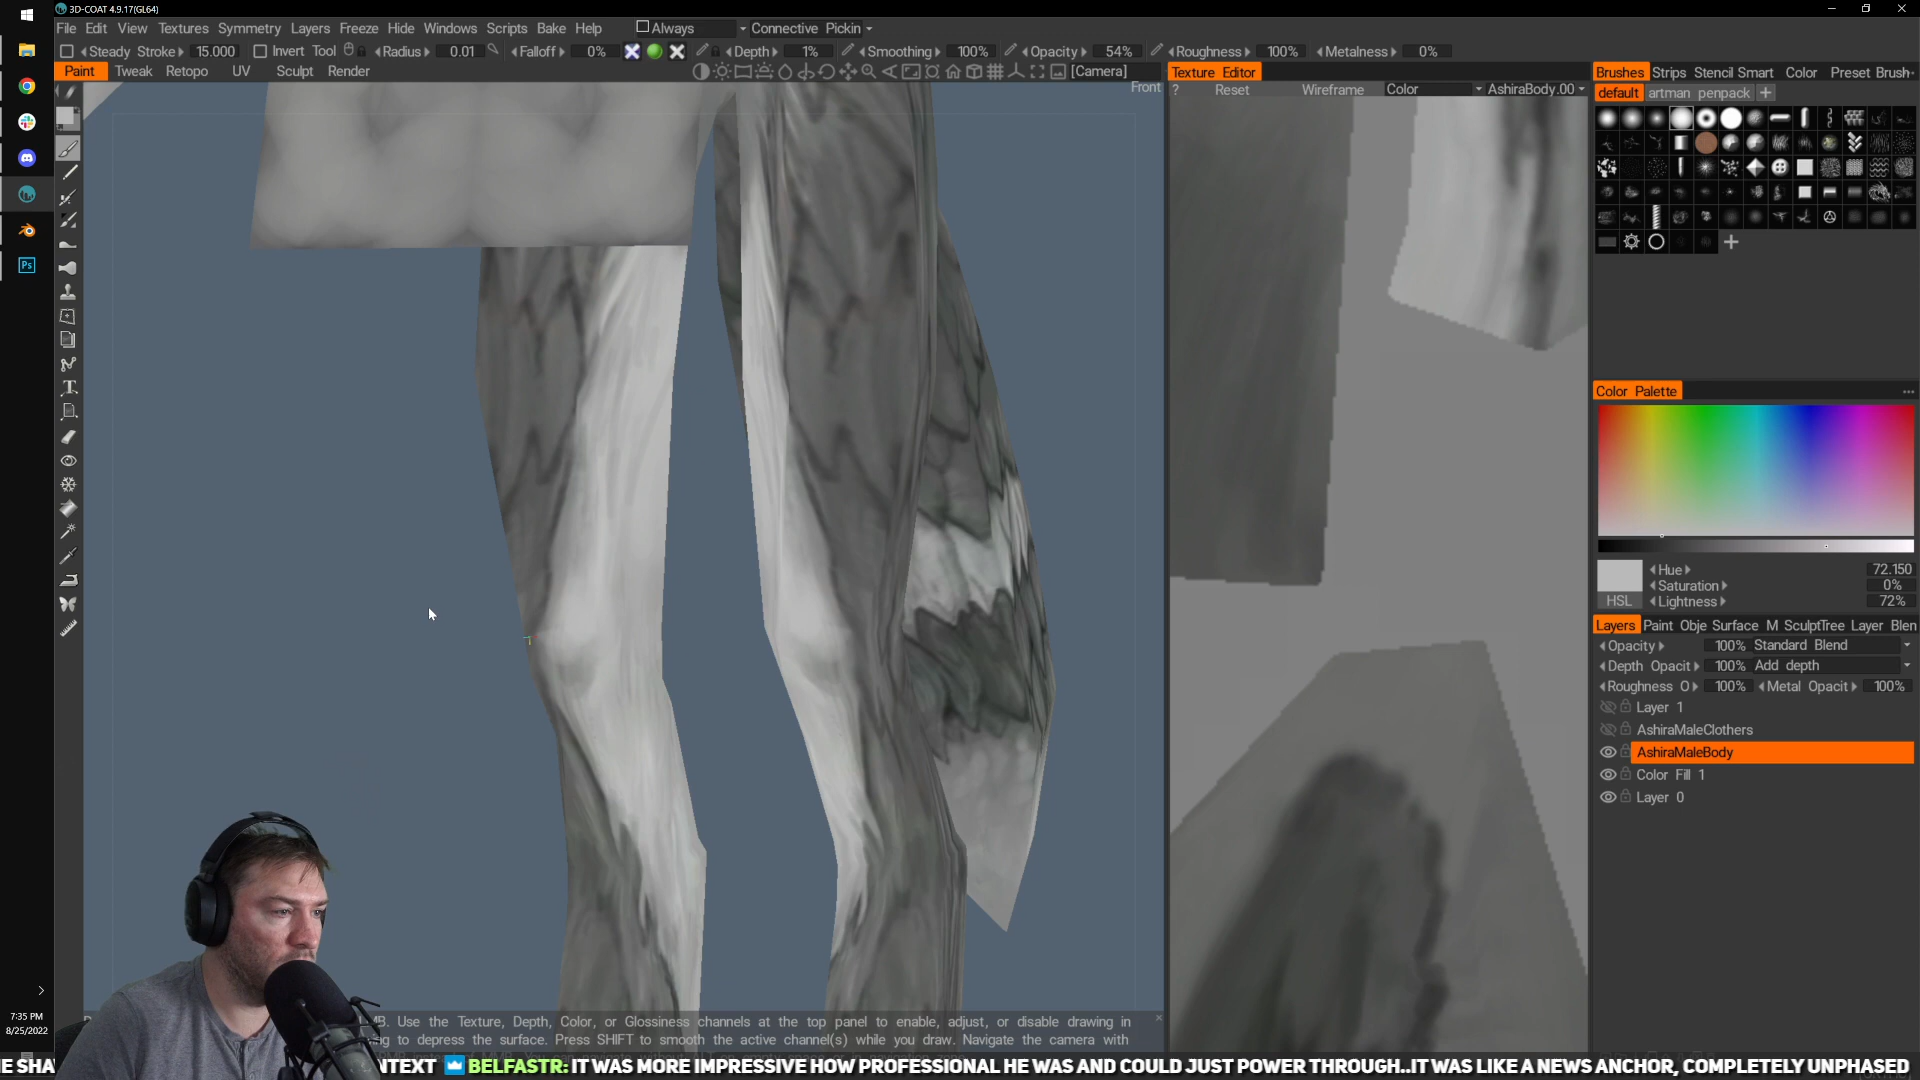 3D-COAT 4.9.17(GL64)
File Edit View Textures Symmetry Layers Freeze Hide Windows Scripts Bake Help Always Connective Pickin
Steady Stroke 15.000 Invert Tool Radius 0.01 Falloff 0% Depth 1% Smoothing 100% Opacity 54% Roughness 100% Metalness 0%
Paint Tweak Retopo UV Sculpt Render [Camera]
Front
Texture Editor
? Reset Wireframe Color AshiraBody.00
Brushes Strips Stencil Smart Color Preset Brush
default artman penpack
Color Palette
Hue 72.150
Saturation 0%
HSL Lightness 72%
Layers Paint Obje Surface M SculptTree Layer Blen
Opacity 100% Standard Blend
Depth Opacit 100% Add depth
Roughness O 100% Metal Opacit 100%
Layer 1
AshiraMaleClothers
AshiraMaleBody
Color Fill 1
Layer 0
Ps
7:35 PM
8/25/2022
MB. Use the Texture, Depth, Color, or Glossiness channels at the top panel to enable, adjust, or disable drawing in
ng to depress the surface. Press SHIFT to smooth the active channel(s) while you draw. Navigate the camera with
E SHA NTEXT BELFASTR: IT WAS MORE IMPRESSIVE HOW PROFESSIONAL HE WAS AND COULD JUST POWER THROUGH..IT WAS LIKE A NEWS ANCHOR, COMPLETELY UNPHASED